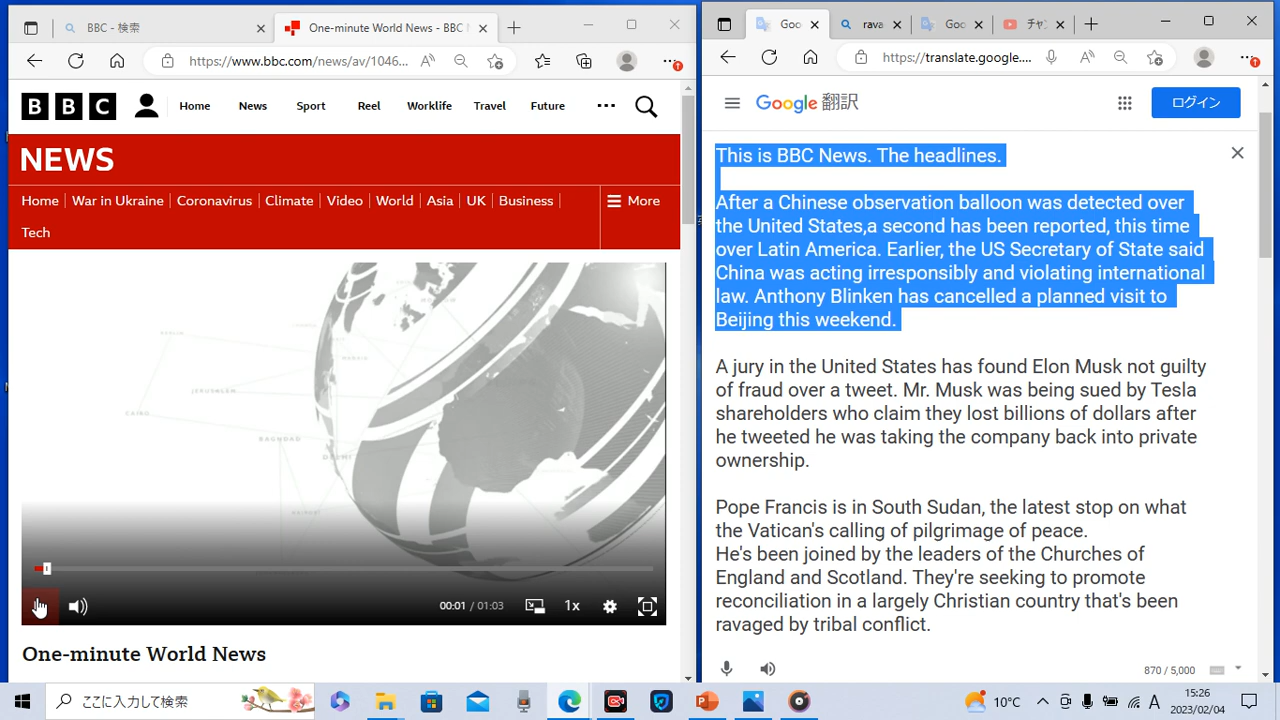 BBC - 検索
One-minute World News - BBC N
https://www.bbc.com/news/av/1046...
BBC
Home News Sport Reel Worklife Travel Future
NEWS
Home War in Ukraine Coronavirus Climate Video World Asia UK Business
More
Tech
00:01 / 01:03
1x
One-minute World News
Goo
rava
Goo
チャン
https://translate.google....
Google 翻訳
ログイン
This is BBC News. The headlines.
After a Chinese observation balloon was detected over
the United States,a second has been reported, this time
over Latin America. Earlier, the US Secretary of State said
China was acting irresponsibly and violating international
law. Anthony Blinken has cancelled a planned visit to
Beijing this weekend.
A jury in the United States has found Elon Musk not guilty
of fraud over a tweet. Mr. Musk was being sued by Tesla
shareholders who claim they lost billions of dollars after
he tweeted he was taking the company back into private
ownership.
Pope Francis is in South Sudan, the latest stop on what
the Vatican's calling of pilgrimage of peace.
He's been joined by the leaders of the Churches of
England and Scotland. They're seeking to promote
reconciliation in a largely Christian country that's been
ravaged by tribal conflict.
870 / 5,000
ここに入力して検索
10°C
A
15:26
2023/02/04